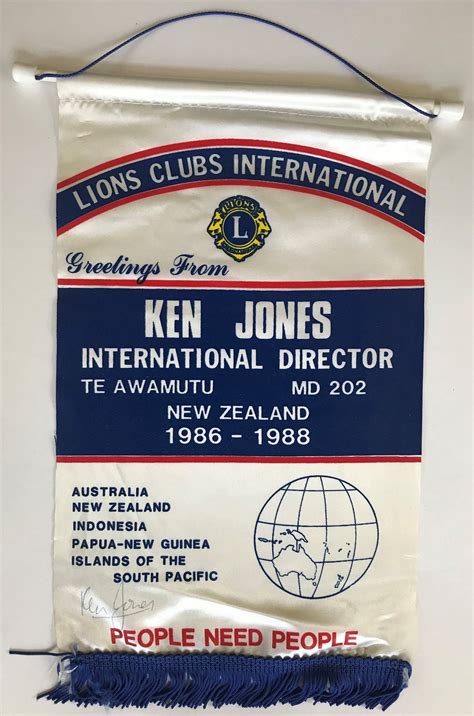 LIONS CLUBS INTERNATIONAL
LIONS
L
INTERNATIONAL
Greetings From
KEN JONES
INTERNATIONAL DIRECTOR
TE AWAMUTU MD 202
NEW ZEALAND
1986 - 1988
AUSTRALIA
NEW ZEALAND
INDONESIA
PAPUA-NEW GUINEA
ISLANDS OF THE
SOUTH PACIFIC
Ken Jones
PEOPLE NEED PEOPLE